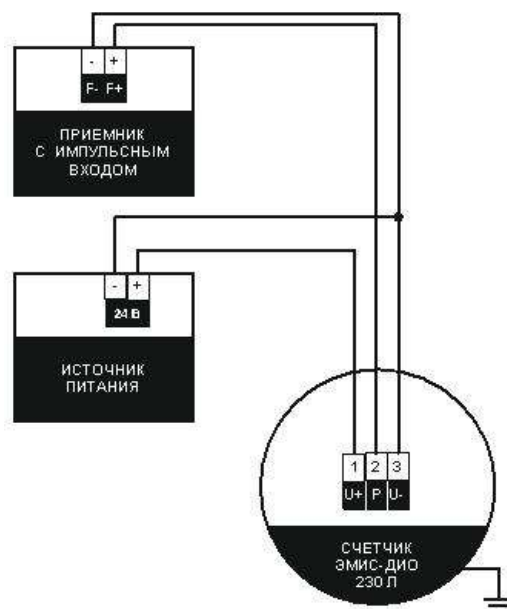 - +
F- F+
ПРИЕМНИК
С ИМПУЛЬСНЫМ
ВХОДОМ
- +
24 В
ИСТОЧНИК
ПИТАНИЯ
1 2 3
U+ P U-
СЧЕТЧИК
ЭМИС-ДИО
230 Л